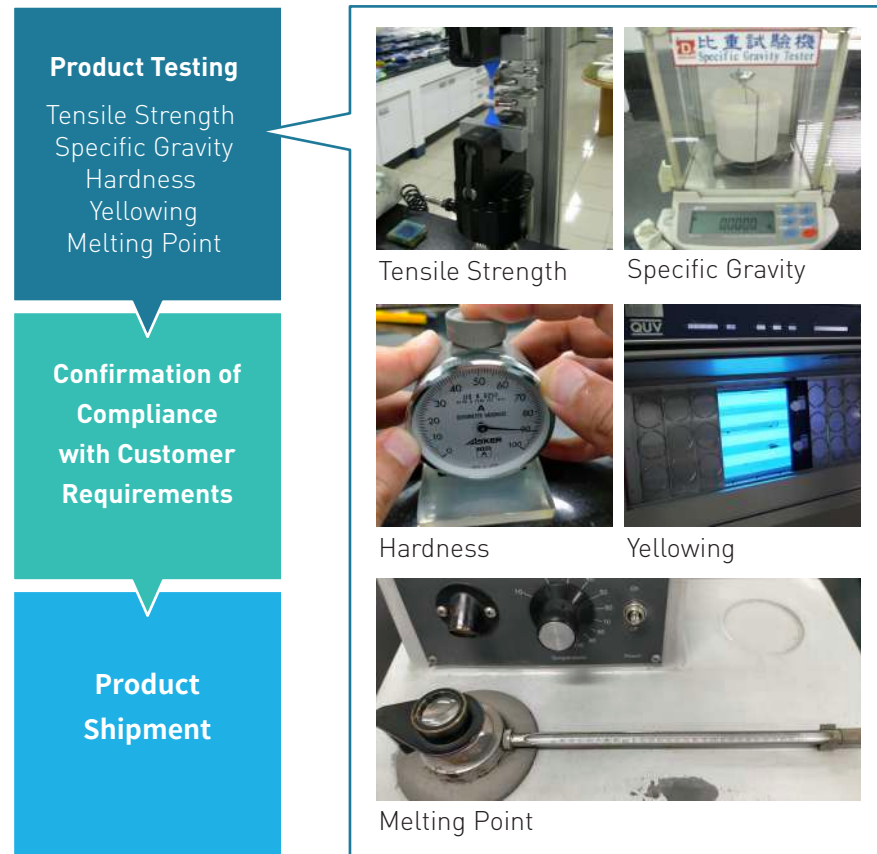 Product Testing
Tensile Strength
Specific Gravity
Hardness
Yellowing
Melting Point
Confirmation of
Compliance
with Customer
Requirements
Product
Shipment
比重試驗機
Specific Gravity Tester
00000
Tensile Strength
Specific Gravity
0 10 20 30 40 50 60 70 80 90 100
A
ASKER
QUV
Hardness
Yellowing
Melting Point